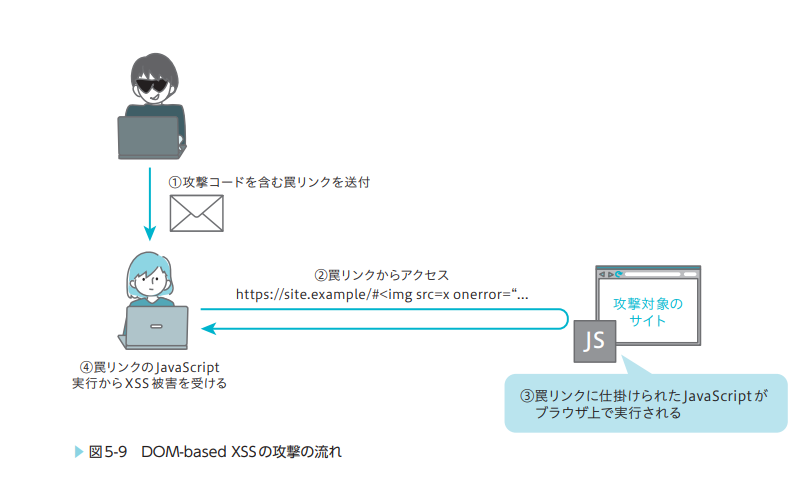 ①攻撃コードを含む罠リンクを送付
②罠リンクからアクセス
https://site.example/#<img src=x onerror=“...
攻撃対象の
サイト
JS
③罠リンクに仕掛けられたJavaScriptが
ブラウザ上で実行される
④罠リンクのJavaScript
実行からXSS被害を受ける
▶ 図5-9 DOM-based XSSの攻撃の流れ